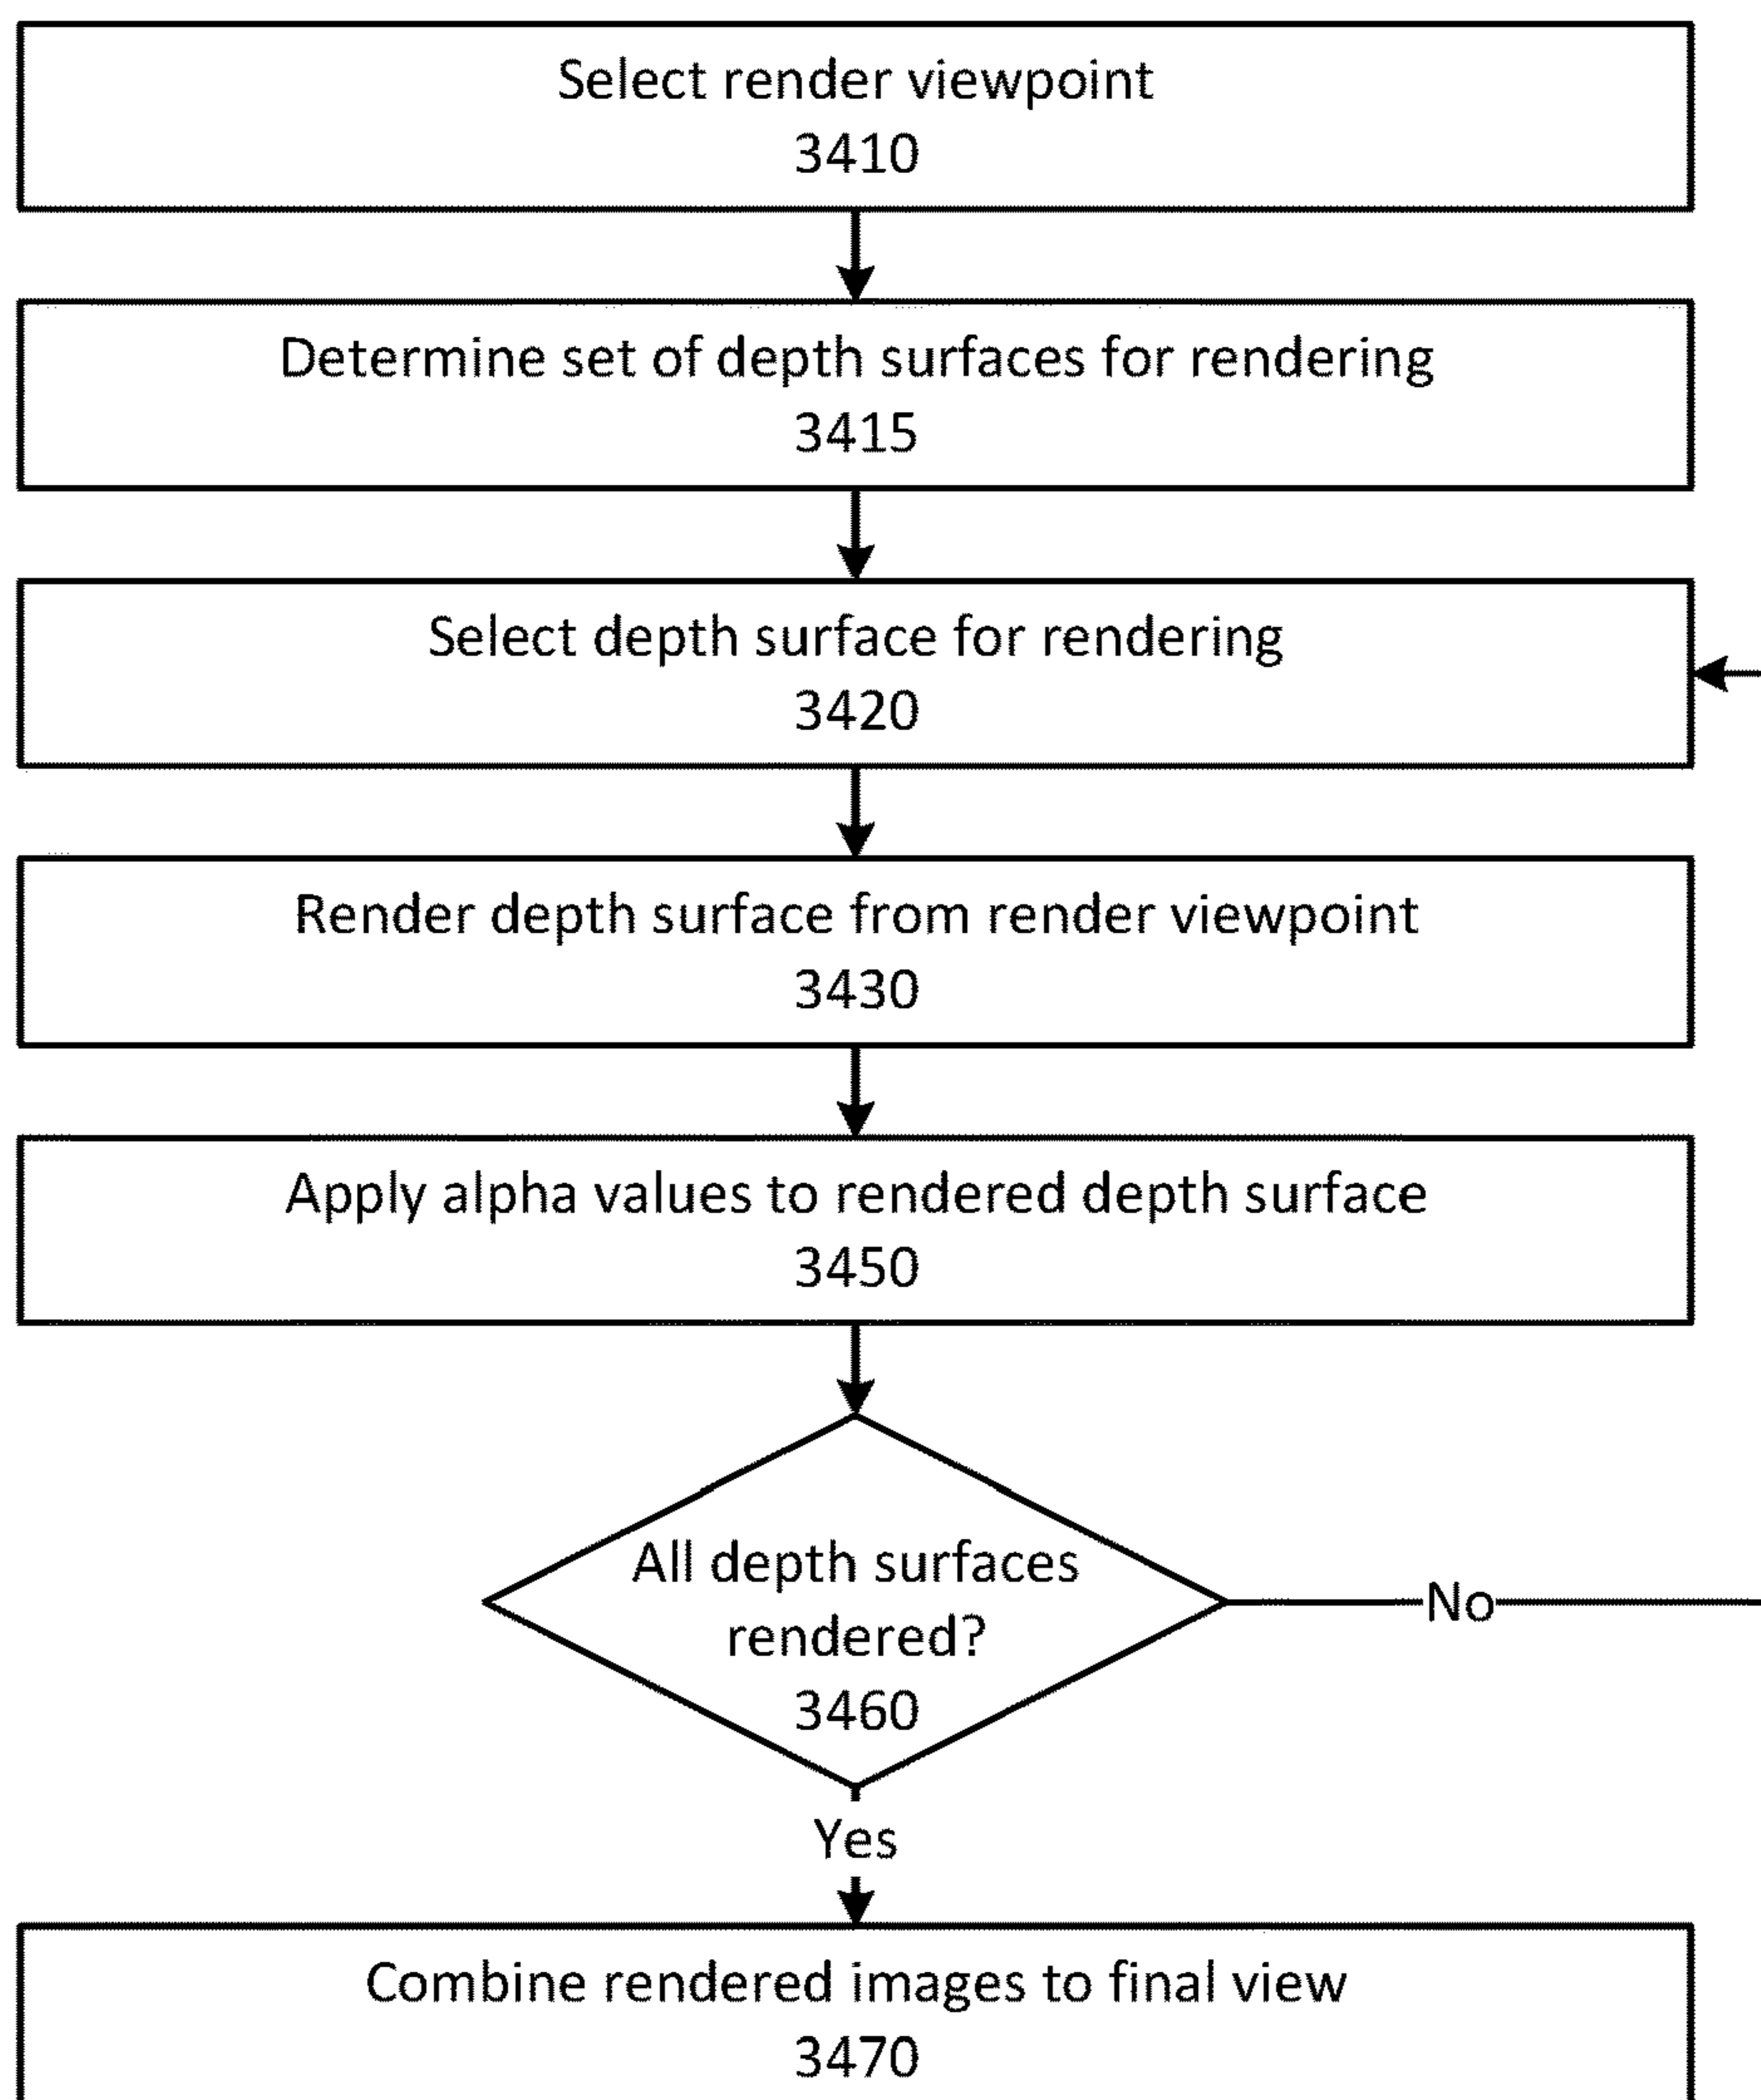 Select render viewpoint
3410
Determine set of depth surfaces for rendering
3415
Select depth surface for rendering
3420
Render depth surface from render viewpoint
3430
Apply alpha values to rendered depth surface
3450
All depth surfaces
rendered?
3460
No
Yes
Combine rendered images to final view
3470